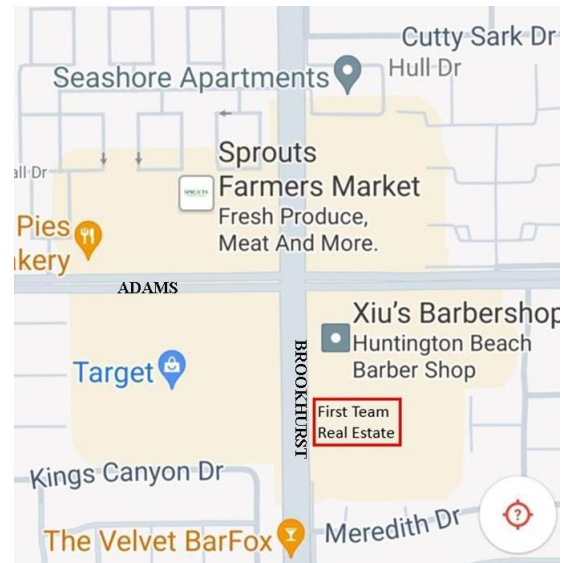 Cutty Sark Dr
Hull Dr
Seashore Apartments
Sprouts
Farmers Market
Fresh Produce,
Meat And More.
SPROUTS
all Dr
Pies
kery
ADAMS
Xiu's Barbershop
Huntington Beach
Barber Shop
BROOKHURST
Target
First Team
Real Estate
Kings Canyon Dr
Meredith Dr
The Velvet BarFox
?